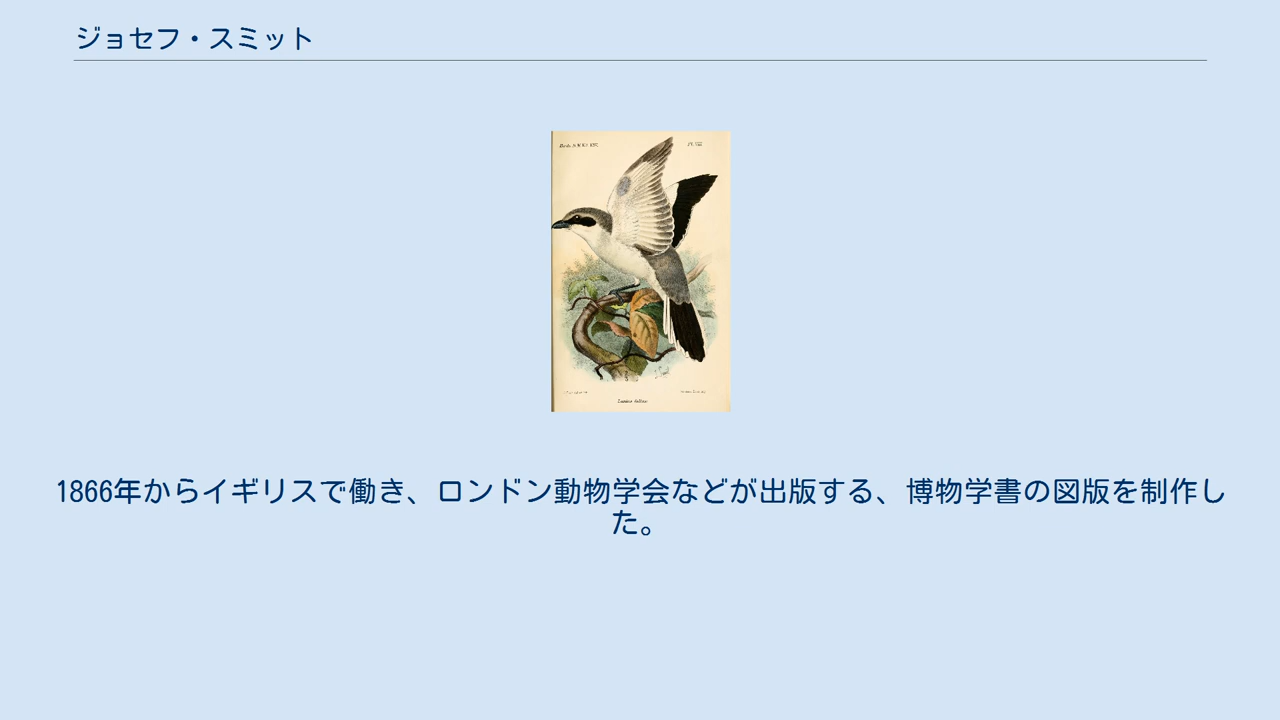 ジョセフ・スミット
1866年からイギリスで働き、ロンドン動物学会などが出版する、博物学書の図版を制作し
た。